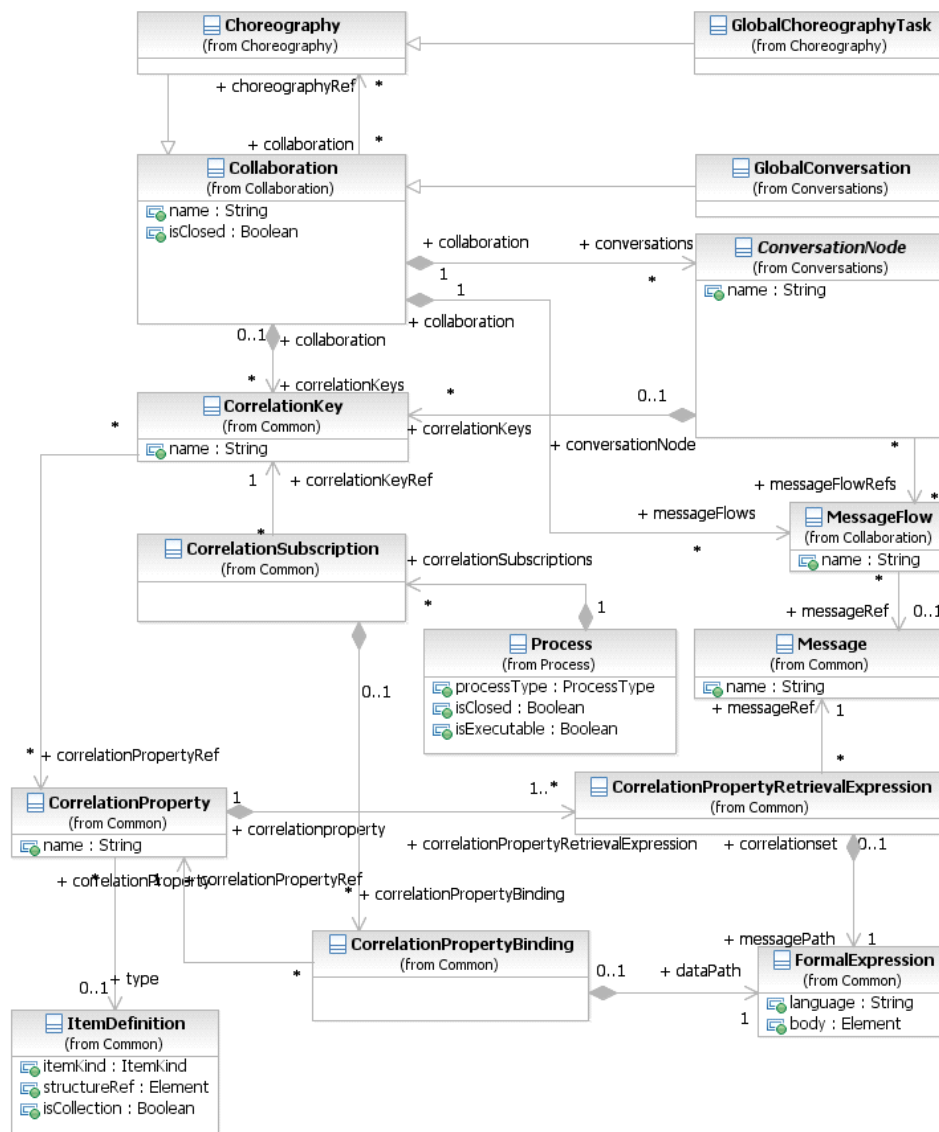 Choreography
(from Choreography)
GlobalChoreographyTask
(from Choreography)
+ choreographyRef
*
+ collaboration
*
Collaboration
(from Collaboration)
name : String
isClosed : Boolean
GlobalConversation
(from Conversations)
+ collaboration
+ conversations
1
*
ConversationNode
(from Conversations)
name : String
1
+ collaboration
0..1
+ collaboration
*
+ correlationKeys
CorrelationKey
(from Common)
name : String
*
*
0..1
+ correlationKeys
+ conversationNode
*
+ messageFlowRefs
*
1
+ correlationKeyRef
*
+ messageFlows
*
MessageFlow
(from Collaboration)
name : String
CorrelationSubscription
(from Common)
+ correlationSubscriptions
*
1
*
+ messageRef
0..1
Process
(from Process)
processType : ProcessType
isClosed : Boolean
isExecutable : Boolean
Message
(from Common)
name : String
+ messageRef
1
0..1
* + correlationPropertyRef
*
CorrelationProperty
(from Common)
name : String
1
+ correlationproperty
1..*
+ correlationPropertyRetrievalExpression
CorrelationPropertyRetrievalExpression
(from Common)
+ correlationset
0..1
+ correlationProperty
*
1
+ correlationPropertyRef
* + correlationPropertyBinding
CorrelationPropertyBinding
(from Common)
*
0..1
+ dataPath
1
+ messagePath
1
FormalExpression
(from Common)
language : String
body : Element
+ type
0..1
ItemDefinition
(from Common)
itemKind : ItemKind
structureRef : Element
isCollection : Boolean